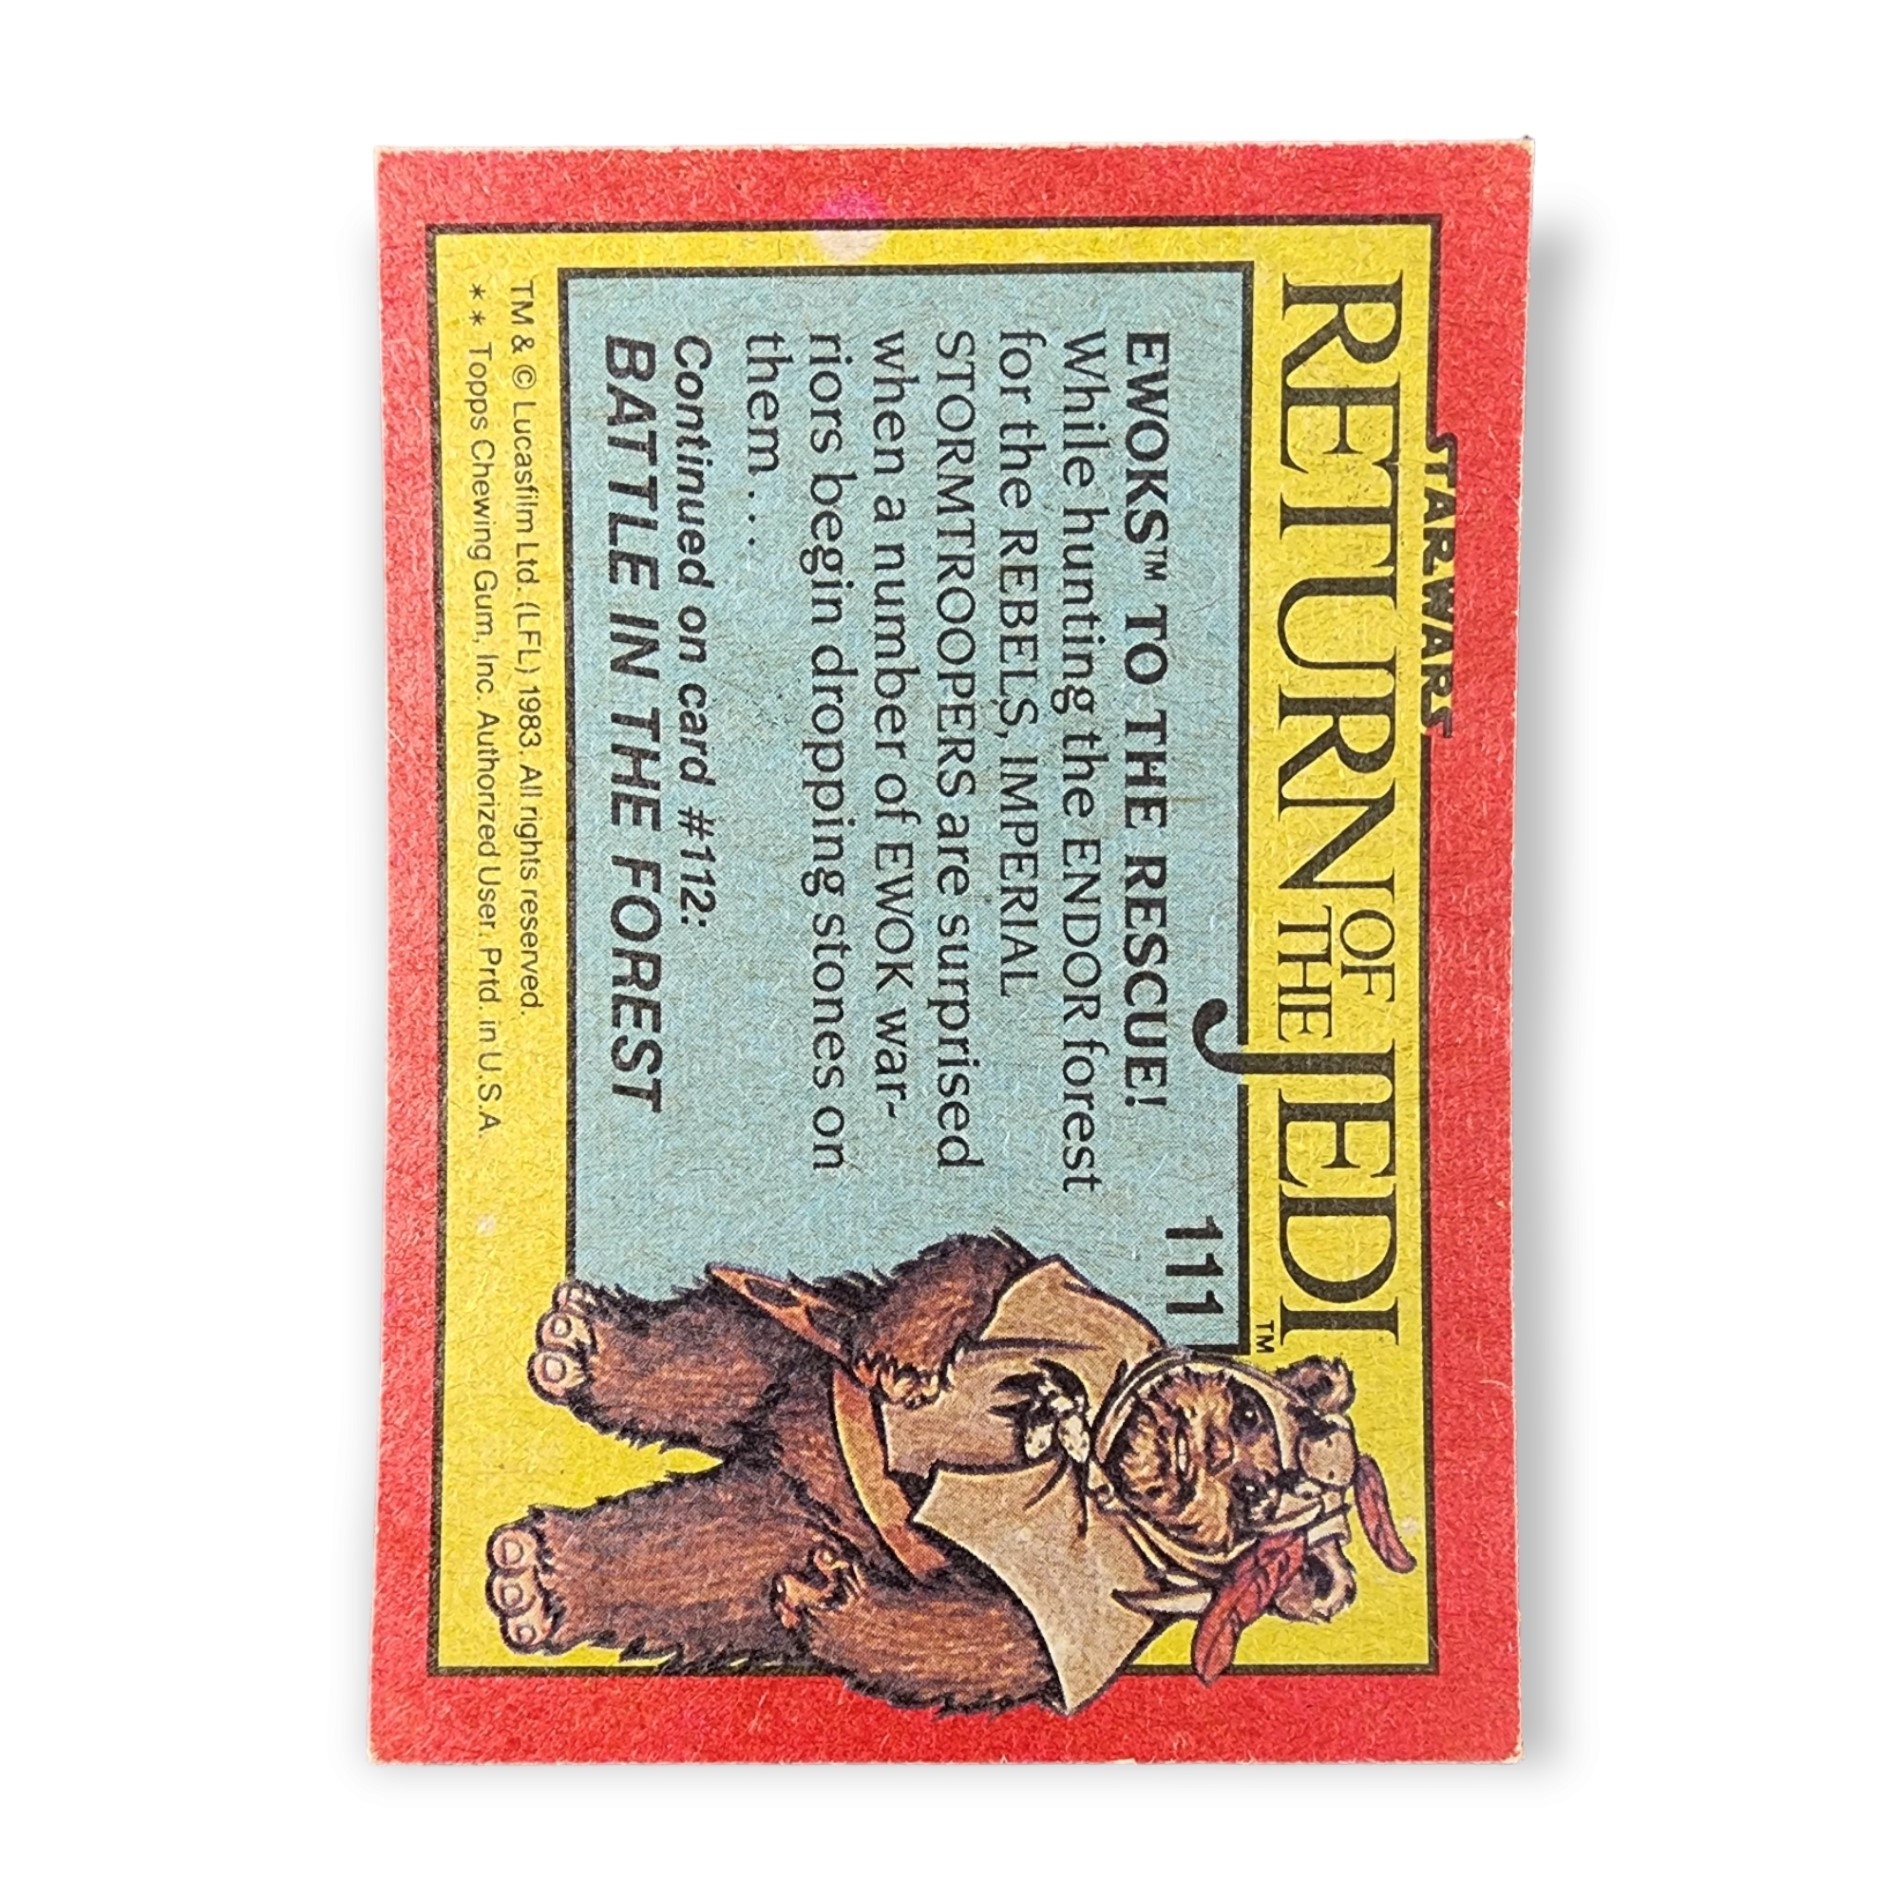 STAR WARS
RETURN OF THE JEDI™
111
EWOKS™ TO THE RESCUE!
While hunting the ENDOR forest
for the REBELS, IMPERIAL
STORMTROOPERS are surprised
when a number of EWOK war-
riors begin dropping stones on
them . . .
Continued on card #112:
BATTLE IN THE FOREST
TM & © Lucasfilm Ltd. (LFL) 1983. All rights reserved.
** Topps Chewing Gum, Inc. Authorized User. Prtd. in U.S.A.